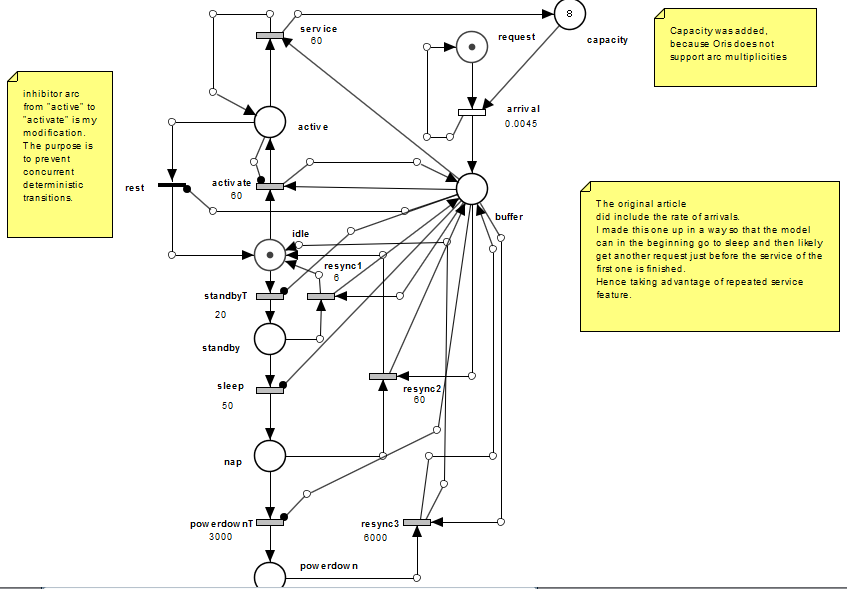 8
service
60
request
capacity
Capacity was added,
because Oris does not
support arc multiplicities
inhibitor arc
from "active" to
"activate" is my
modification.
The purpose is
to prevent
concurrent
deterministic
transitions.
arrival
0.0045
active
rest
activate
60
buffer
The original article
did include the rate of arrivals.
I made this one up in a way so that the model
can in the beginning go to sleep and then likely
get another request just before the service of the
first one is finished.
Hence taking advantage of repeated service
feature.
idle
resync1
6
standbyT
20
standby
sleep
50
resync2
60
nap
powerdownT
3000
resync3
6000
powerdown